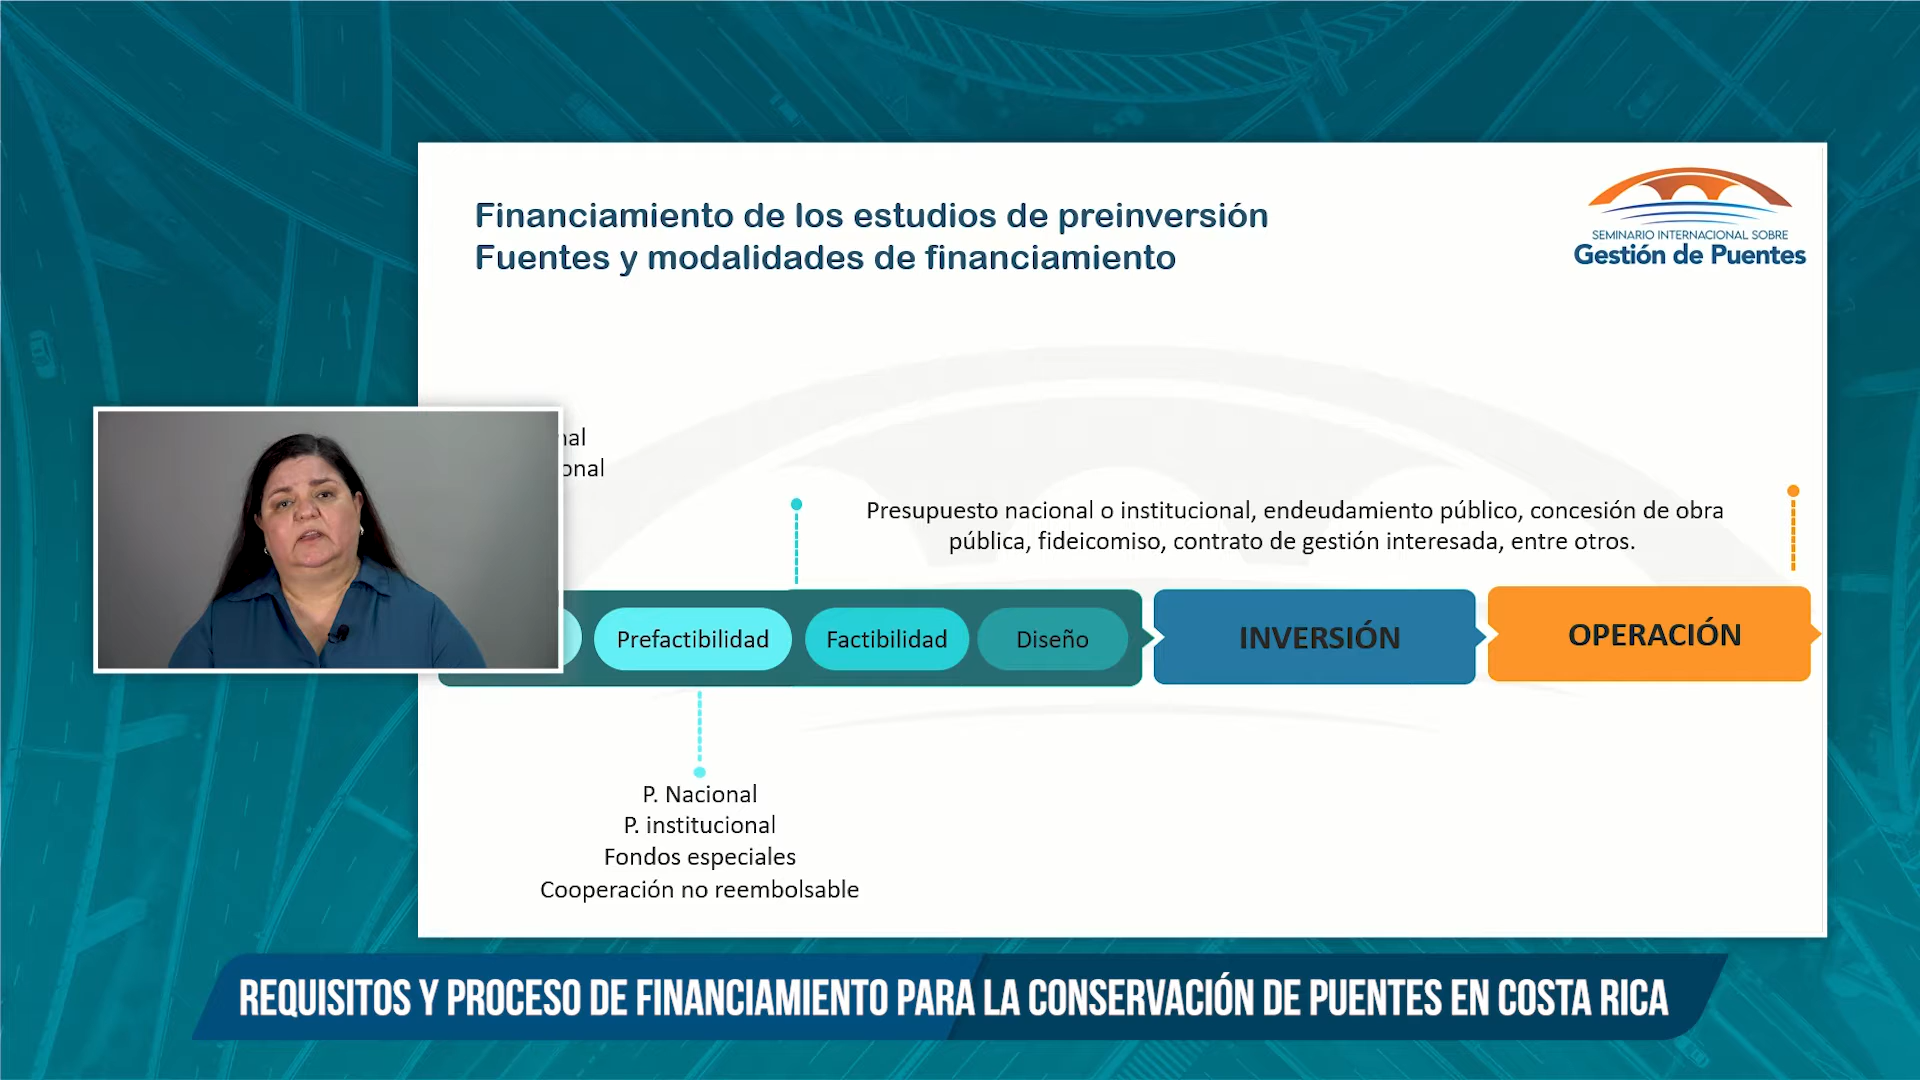 Financiamiento de los estudios de preinversión
Fuentes y modalidades de financiamiento
SEMINARIO INTERNACIONAL SOBRE
Gestión de Puentes
Presupuesto nacional o institucional, endeudamiento público, concesión de obra
pública, fideicomiso, contrato de gestión interesada, entre otros.
Prefactibilidad
Factibilidad
Diseño
INVERSIÓN
OPERACIÓN
P. Nacional
P. institucional
Fondos especiales
Cooperación no reembolsable
REQUISITOS Y PROCESO DE FINANCIAMIENTO PARA LA CONSERVACIÓN DE PUENTES EN COSTA RICA